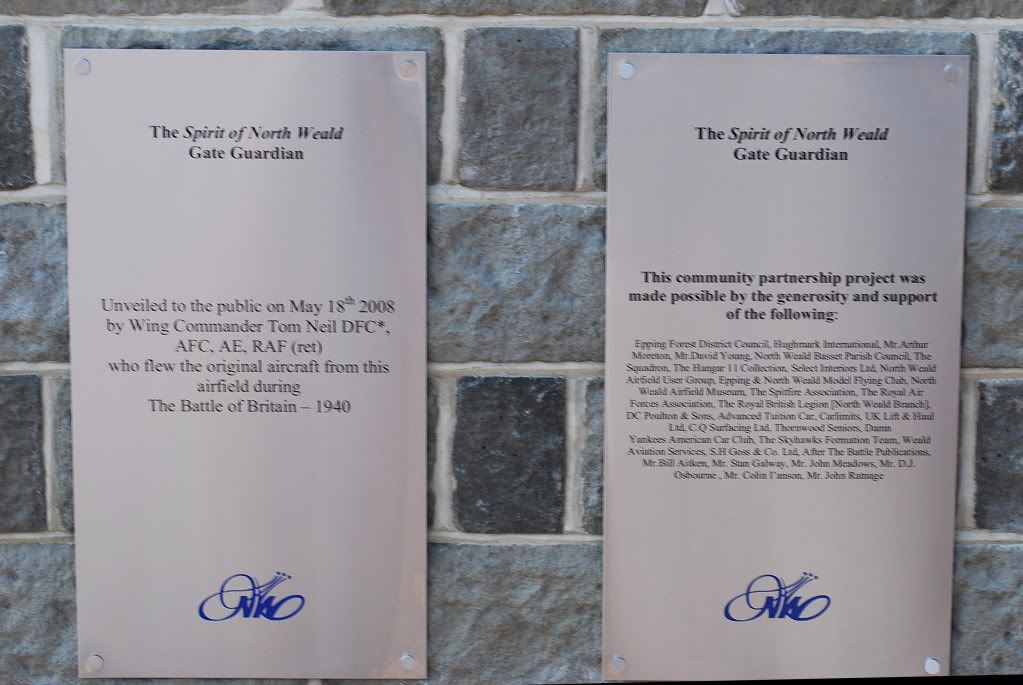 The Spirit of North Weald
Gate Guardian
Unveiled to the public on May 18th 2008
by Wing Commander Tom Neil DFC*,
AFC, AE, RAF (ret)
who flew the original aircraft from this
airfield during
The Battle of Britain – 1940
The Spirit of North Weald
Gate Guardian
This community partnership project was
made possible by the generosity and support
of the following:
Epping Forest District Council, Hughmark International, Mr.Arthur
Moreton, Mr.David Young, North Weald Basset Parish Council, The
Squadron, The Hangar 11 Collection, Select Interiors Ltd, North Weald
Airfield User Group, Epping & North Weald Model Flying Club, North
Weald Airfield Museum, The Spitfire Association, The Royal Air
Forces Association, The Royal British Legion [North Weald Branch],
DC Poulton & Sons, Advanced Tuition Car, Carlimits, UK Lift & Haul
Ltd, C.Q Surfacing Ltd, Thornwood Seniors, Damn
Yankees American Car Club, The Skyhawks Formation Team, Weald
Aviation Services, S.H Goss & Co. Ltd, After The Battle Publications,
Mr.Bill Aitken, Mr. Stan Galway, Mr. John Meadows, Mr. D.J.
Osbourne , Mr. Colin Mr. John Ramage